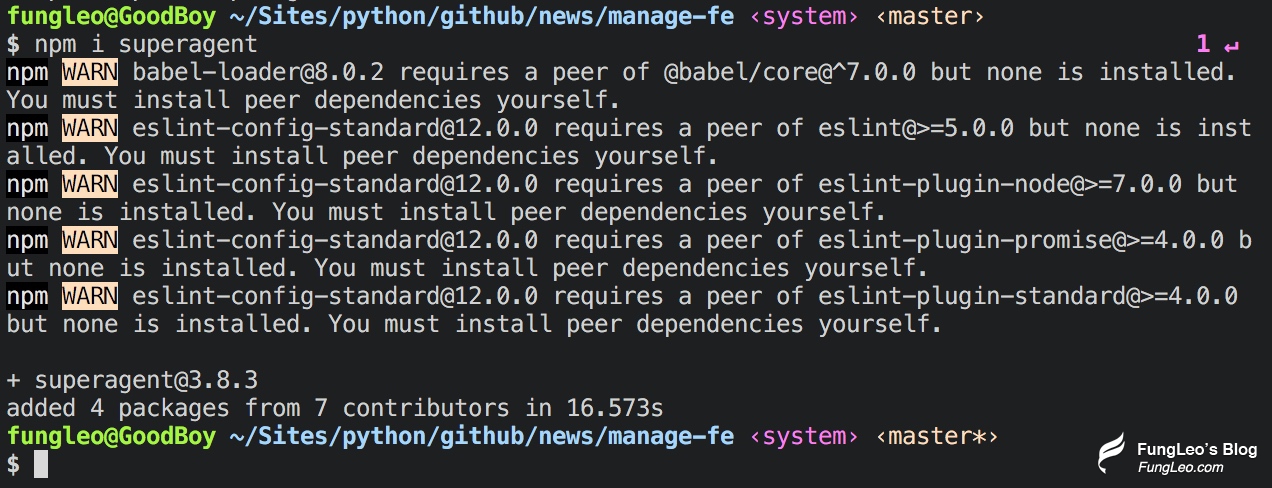 fungleo@GoodBoy ~/Sites/python/github/news/manage-fe ‹system› ‹master›
$ npm i superagent 1 ↵
npm WARN babel-loader@8.0.2 requires a peer of @babel/core@^7.0.0 but none is installed.
You must install peer dependencies yourself.
npm WARN eslint-config-standard@12.0.0 requires a peer of eslint@>=5.0.0 but none is inst
alled. You must install peer dependencies yourself.
npm WARN eslint-config-standard@12.0.0 requires a peer of eslint-plugin-node@>=7.0.0 but
none is installed. You must install peer dependencies yourself.
npm WARN eslint-config-standard@12.0.0 requires a peer of eslint-plugin-promise@>=4.0.0 b
ut none is installed. You must install peer dependencies yourself.
npm WARN eslint-config-standard@12.0.0 requires a peer of eslint-plugin-standard@>=4.0.0
but none is installed. You must install peer dependencies yourself.
+ superagent@3.8.3
added 4 packages from 7 contributors in 16.573s
fungleo@GoodBoy ~/Sites/python/github/news/manage-fe ‹system› ‹master*›
$
FungLeo's Blog
FungLeo.com